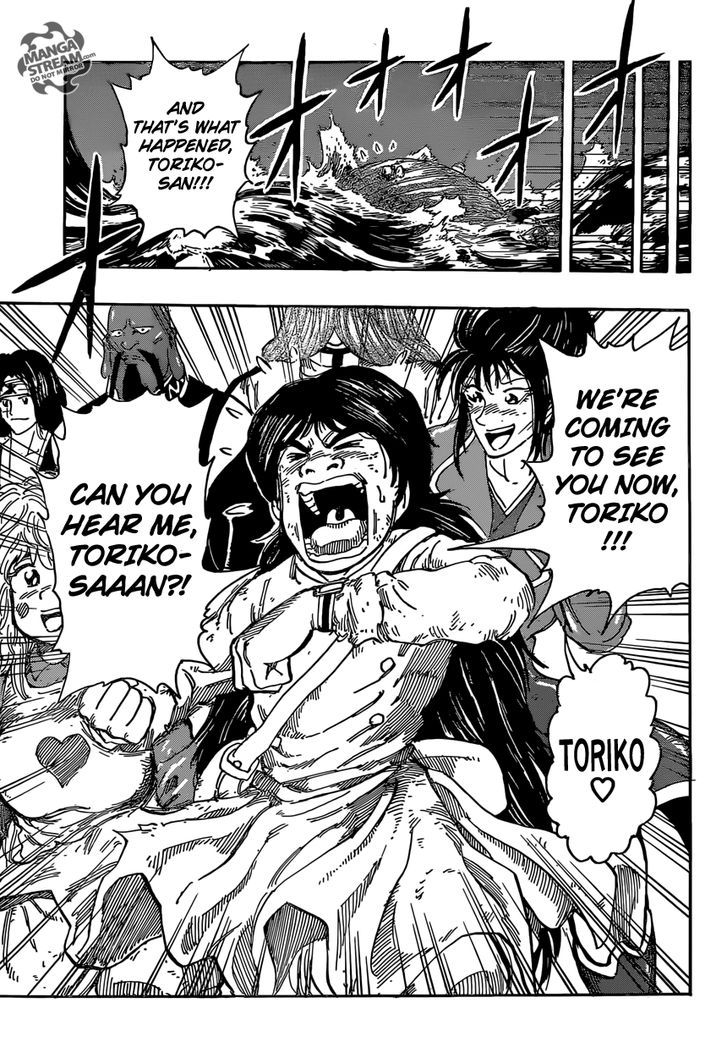 MANGA
STREAM.com
DO NOT MIRROR
AND
THAT'S WHAT
HAPPENED,
TORIKO-
SAN!!!
WE'RE
COMING
TO SEE
YOU NOW,
TORIKO
!!!
CAN YOU
HEAR ME,
TORIKO-
SAAAN?!
TORIKO
♡